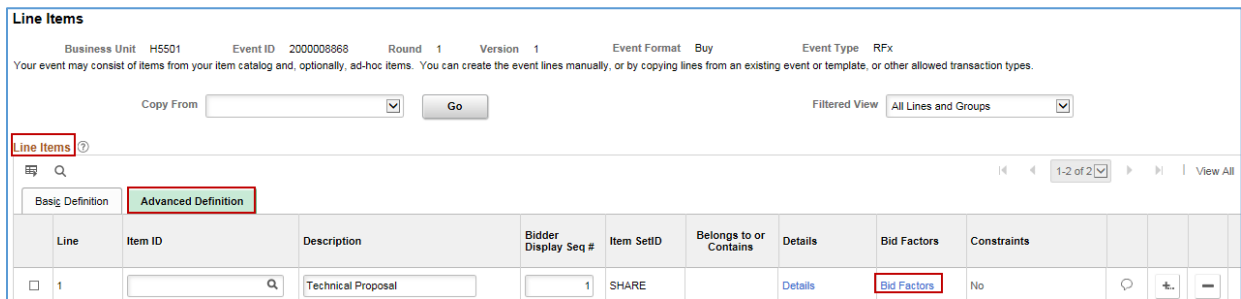 Line Items
Business Unit H5501 Event ID 2000008868 Round 1 Version 1 Event Format Buy Event Type RFx
Your event may consist of items from your item catalog and, optionally, ad-hoc items. You can create the event lines manually, or by copying lines from an existing event or template, or other allowed transaction types.
Copy From Go Filtered View All Lines and Groups
Line Items ?
1-2 of 2 View All
Basic Definition Advanced Definition
Line Item ID Description Bidder Display Seq # Item SetID Belongs to or Contains Details Bid Factors Constraints
1 Technical Proposal 1 SHARE Details Bid Factors No